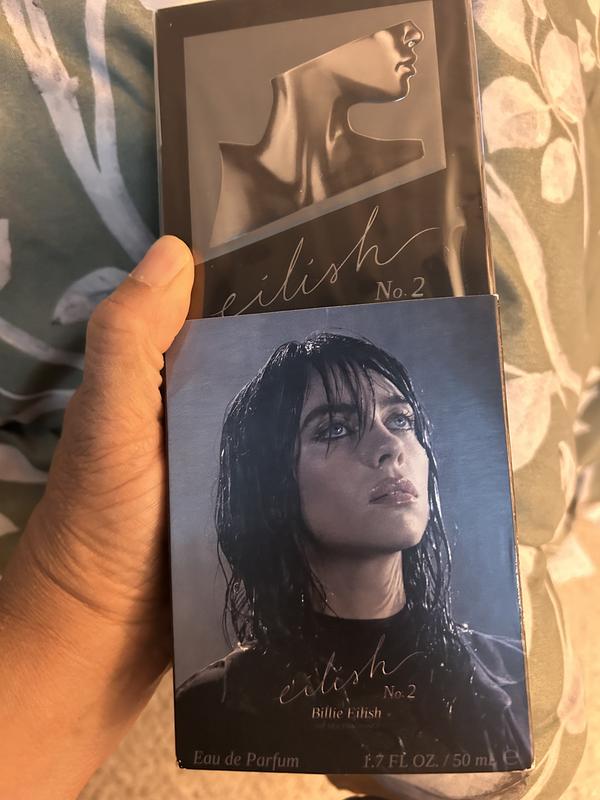 eilish
No. 2
eilish
No. 2
Billie Eilish
Eau de Parfum 1.7 FL OZ. / 50 mL e